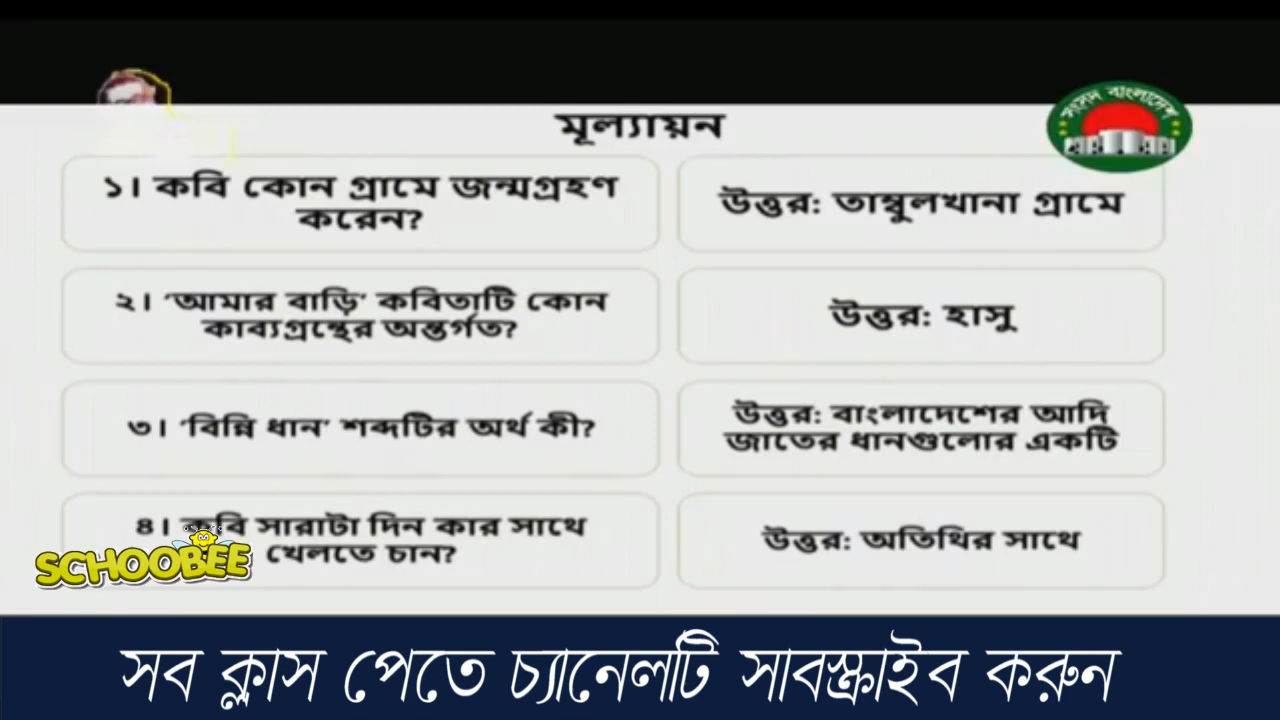 সংসদ বাংলাদেশ
মূল্যায়ন
১। কবি কোন গ্রামে জন্মগ্রহণ
করেন?
উত্তর: তাম্বুলখানা গ্রামে
২। ‘আমার বাড়ি’ কবিতাটি কোন
কাব্যগ্রন্থের অন্তর্গত?
উত্তর: হাসু
৩। ‘বিন্নি ধান’ শব্দটির অর্থ কী?
উত্তর: বাংলাদেশের আদি
জাতের ধানগুলোর একটি
৪। কবি সারাটা দিন কার সাথে
খেলতে চান?
উত্তর: অতিথির সাথে
SCHOOBEE
সব ক্লাস পেতে চ্যানেলটি সাবস্ক্রাইব করুন